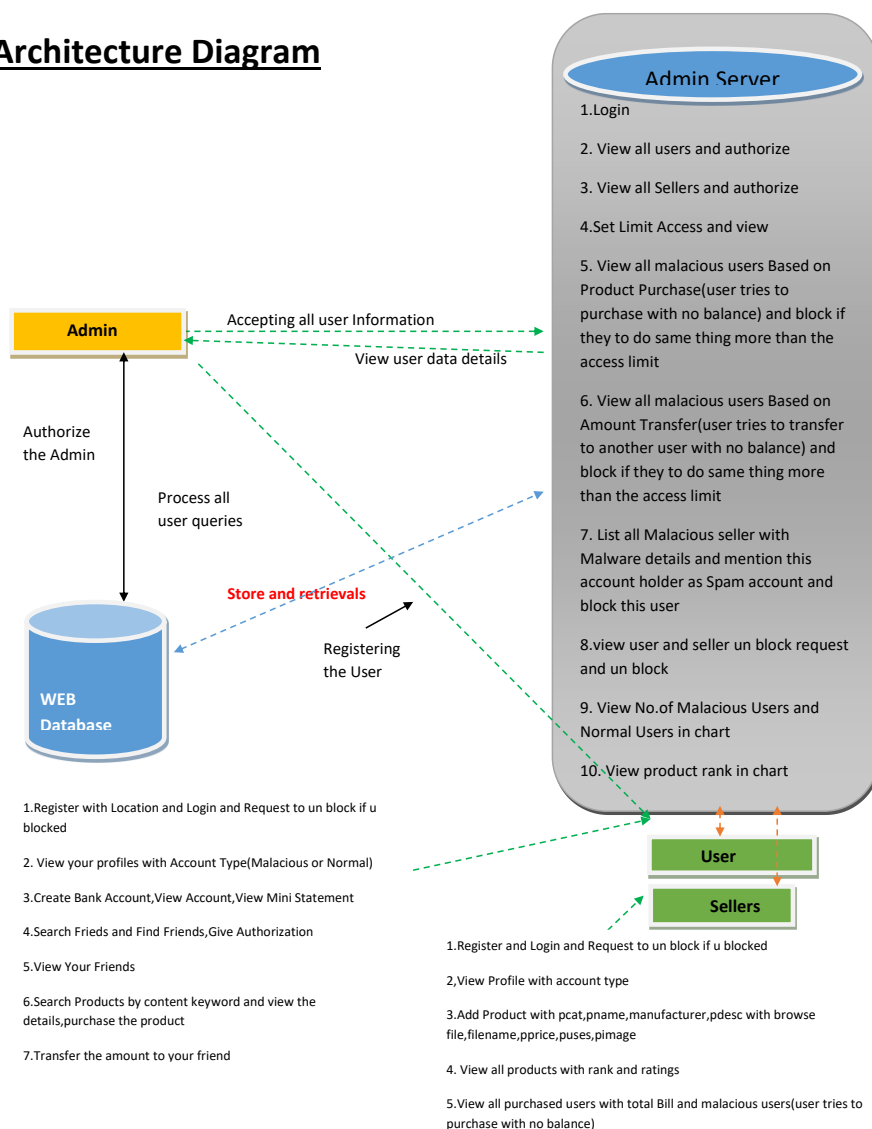 Architecture Diagram
Admin Server
1.Login
2. View all users and authorize
3. View all Sellers and authorize
4.Set Limit Access and view
5. View all malacious users Based on
Product Purchase(user tries to
purchase with no balance) and block if
they to do same thing more than the
access limit
6. View all malacious users Based on
Amount Transfer(user tries to transfer
to another user with no balance) and
block if they to do same thing more
than the access limit
7. List all Malacious seller with
Malware details and mention this
account holder as Spam account and
block this user
8.view user and seller un block request
and un block
9. View No.of Malacious Users and
Normal Users in chart
10. View product rank in chart
Admin
Accepting all user Information
View user data details
Authorize
the Admin
Process all
user queries
Store and retrievals
Registering
the User
WEB
Database
User
Sellers
1.Register with Location and Login and Request to un block if u
blocked
2. View your profiles with Account Type(Malacious or Normal)
3.Create Bank Account,View Account,View Mini Statement
4.Search Frieds and Find Friends,Give Authorization
5.View Your Friends
6.Search Products by content keyword and view the
details,purchase the product
7.Transfer the amount to your friend
1.Register and Login and Request to un block if u blocked
2,View Profile with account type
3.Add Product with pcat,pname,manufacturer,pdesc with browse
file,filename,pprice,puses,pimage
4. View all products with rank and ratings
5.View all purchased users with total Bill and malacious users(user tries to
purchase with no balance)